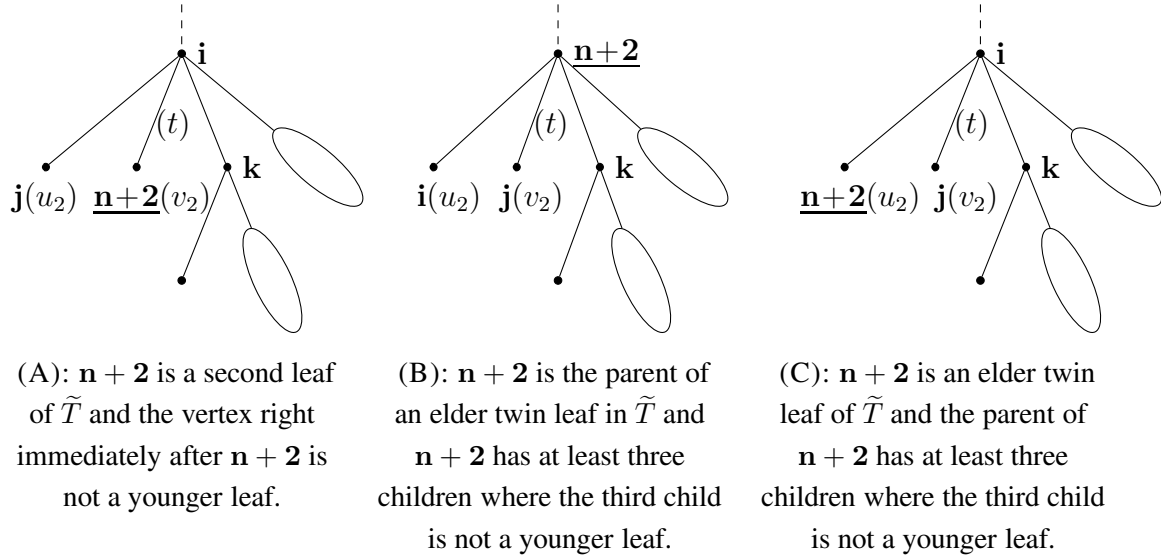 i
(t)
k
j(u₂) n+2(v₂)
n+2
(t)
k
i(u₂) j(v₂)
i
(t)
k
n+2(u₂) j(v₂)
(A): n + 2 is a second leaf
of T̃ and the vertex right
immediately after n + 2 is
not a younger leaf.
(B): n + 2 is the parent of
an elder twin leaf in T̃ and
n + 2 has at least three
children where the third child
is not a younger leaf.
(C): n + 2 is an elder twin
leaf of T̃ and the parent of
n + 2 has at least three
children where the third child
is not a younger leaf.